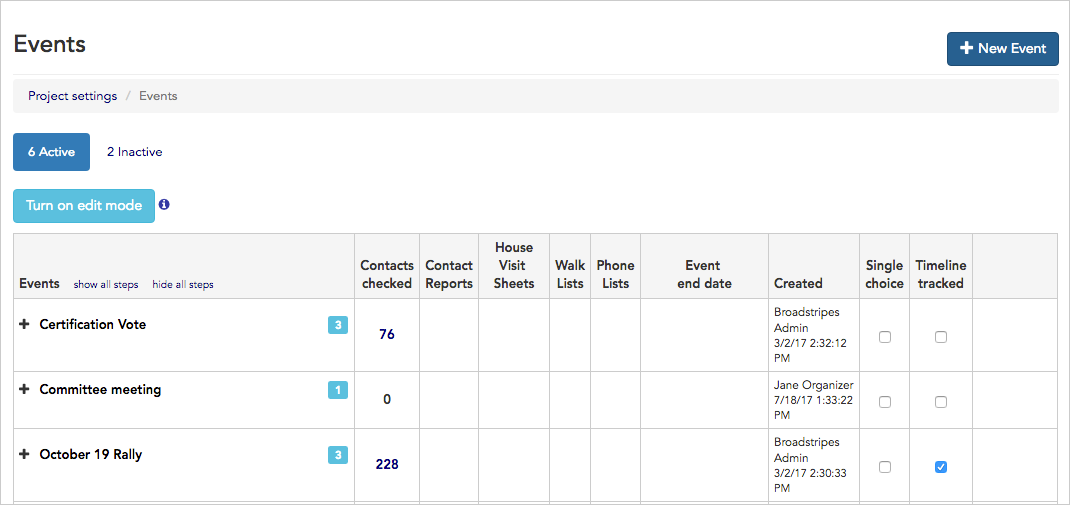 Events
+ New Event
Project settings / Events
6 Active 2 Inactive
Turn on edit mode
Events show all steps hide all steps
Contacts checked
Contact Reports
House Visit Sheets
Walk Lists
Phone Lists
Event end date
Created
Single choice
Timeline tracked
Certification Vote 3 76
Broadstripes
Admin
3/2/17 2:32:12
PM
Committee meeting 1 0
Jane Organizer
7/18/17 1:33:22
PM
October 19 Rally 3 228
Broadstripes
Admin
3/2/17 2:30:33
PM